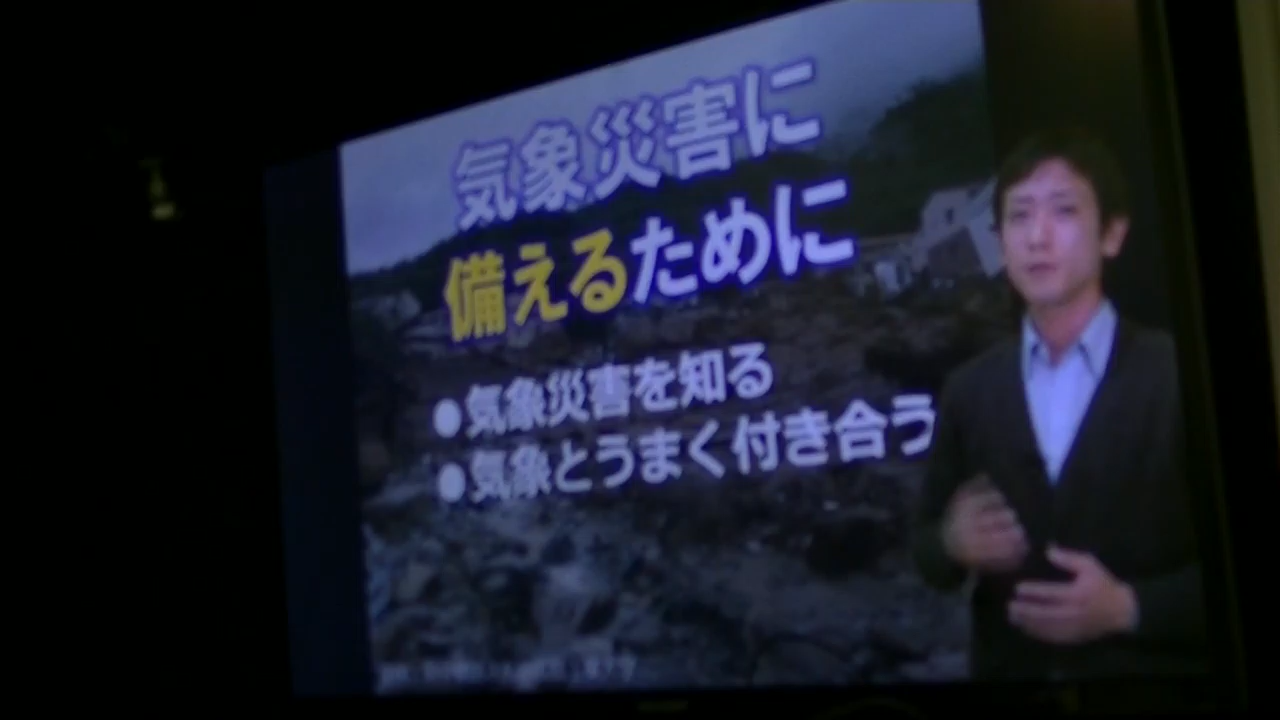 気象災害に
備えるために
●気象災害を知る
●気象とうまく付き合う